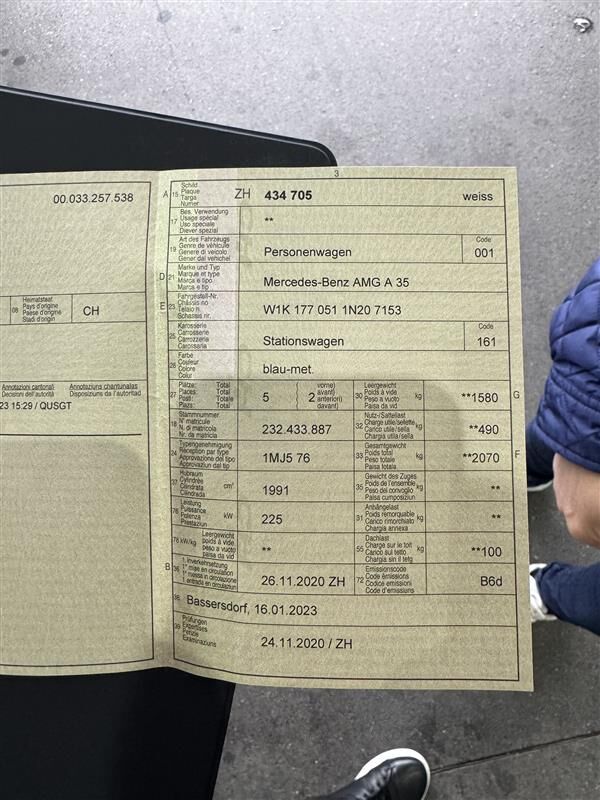 3
00.033.257.538
08
Heimatstaat
Pays d'origine
Paese d'origine
Stadi d'origin
CH
Annotazioni cantonali
Decisioni dell'autorità
Annotaziuns chantunalas
Disposiziuns da l'autoritad
23 15:29 / QUSGT
A 15
Schild
Plaque
Targa
Numer
ZH 434 705 weiss
17
Bes. Verwendung
Usage spécial
Uso speciale
Diever spezial
**
19
Art des Fahrzeugs
Genre de véhicule
Genere di veicolo
Gener dal vehichel
Personenwagen
Code
001
D 21
Marke und Typ
Marque et type
Marca e tipo
Marca e tip
Mercedes-Benz AMG A 35
E 23
Fahrgestell-Nr.
Châssis no
Telaio n.
Schassis nr.
W1K 177 051 1N20 7153
25
Karosserie
Carrosserie
Carrozzeria
Carossaria
Stationswagen
Code
161
26
Farbe
Couleur
Colore
Colur
blau-met.
27
Plätze: Total
Places: Total
Posti: Totale
Plazs: Total
5
( 2 vorne)
avant)
anteriori)
davant)
30
Leergewicht
Poids à vide
Peso a vuoto
Paisa da vid
kg
**1580
G
18
Stammnummer
N° matricule
N. di matricola
Nr. da matricla
232.433.887
32
Nutz-/Sattellast
Charge utile/sellette
Carico utile/sella
Chargia utila/sella
kg
**490
24
Typengenehmigung
Réception par type
Approvazione del tipo
Approvaziun dal tip
1MJ5 76
33
Gesamtgewicht
Poids total
Peso totale
Paisa totala
kg
**2070
F
37
Hubraum
Cylindrée
Cilindrata
Cilindrada
cm³
1991
35
Gewicht des Zuges
Poids de l'ensemble
Peso del convoglio
Paisa cumposiziun
kg
**
76
Leistung
Puissance
Potenza
Prestaziun
kW
225
31
Anhängelast
Poids remorquable
Carico rimorchiato
Chargia annexa
kg
**
78 kW/kg
Leergewicht
poids à vide
peso a vuoto
paisa da vid
**
55
Dachlast
Charge sur le toit
Carico sul tetto
Chargia sin il tetg
kg
**100
B 36
1. Inverkehrsetzung
1re mise en circulation
1a messa in circolazione
1. entrada en circulaziun
26.11.2020 ZH
72
Emissionscode
Code émissions
Codice emissioni
Code d'emissiuns
B6d
38
Bassersdorf, 16.01.2023
39
Prüfungen
Expertises
Perizie
Examinaziuns
24.11.2020 / ZH